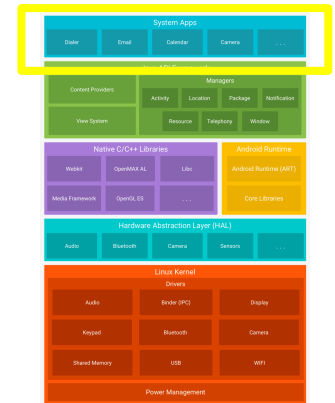 System Apps
Dialer Email Calendar Camera . . .
Managers
Content Providers
Activity Location Package Notification
View System
Resource Telephony Window
Native C/C++ Libraries
Android Runtime
Webkit OpenMAX AL Libc
Android Runtime (ART)
Media Framework OpenGL ES . . .
Core Libraries
Hardware Abstraction Layer (HAL)
Audio Bluetooth Camera Sensors . . .
Linux Kernel
Drivers
Audio Binder (IPC) Display
Keypad Bluetooth Camera
Shared Memory USB WIFI
Power Management